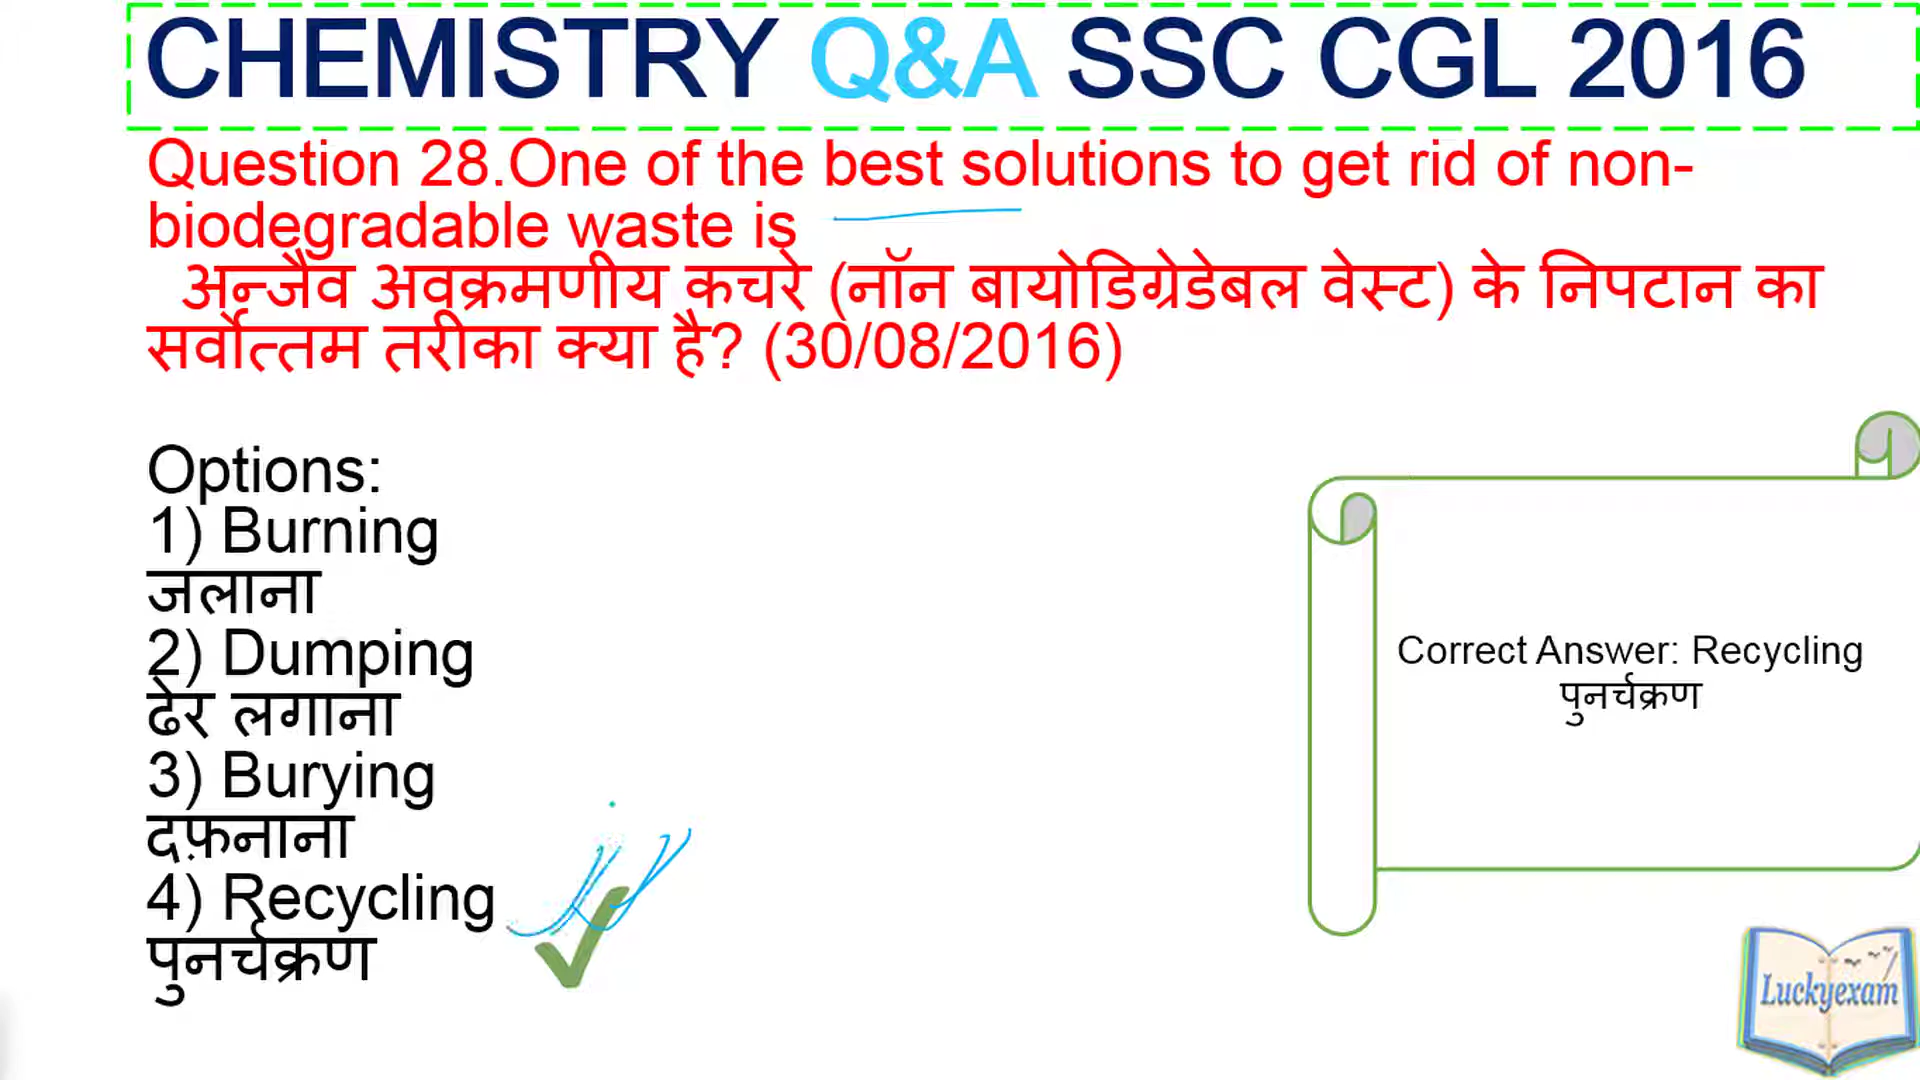 CHEMISTRY Q&A SSC CGL 2016
Question 28.One of the best solutions to get rid of non-
biodegradable waste is
अन्जैव अवक्रमणीय कचरे (नॉन बायोडिग्रेडेबल वेस्ट) के निपटान का
सर्वोत्तम तरीका क्या है? (30/08/2016)
Options:
1) Burning
जलाना
2) Dumping
ढेर लगाना
3) Burying
दफ़नाना
4) Recycling
पुनर्चक्रण
Correct Answer: Recycling
पुनर्चक्रण
Luckyexam